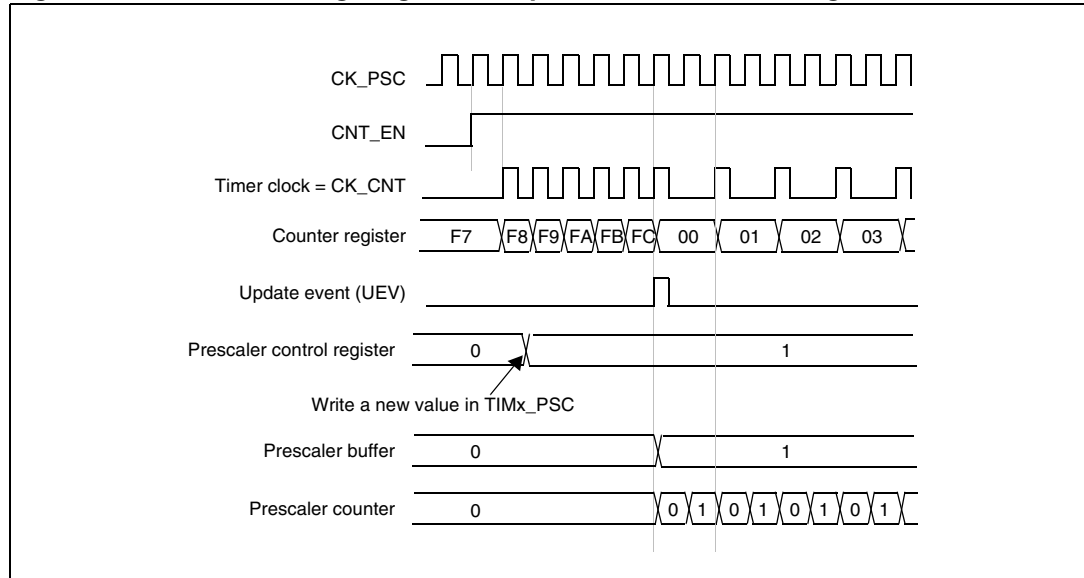 CK_PSC
CNT_EN
Timer clock = CK_CNT
Counter register F7 F8 F9 FA FB FC 00 01 02 03
Update event (UEV)
Prescaler control register 0 1
Write a new value in TIMx_PSC
Prescaler buffer 0 1
Prescaler counter 0 0 1 0 1 0 1 0 1